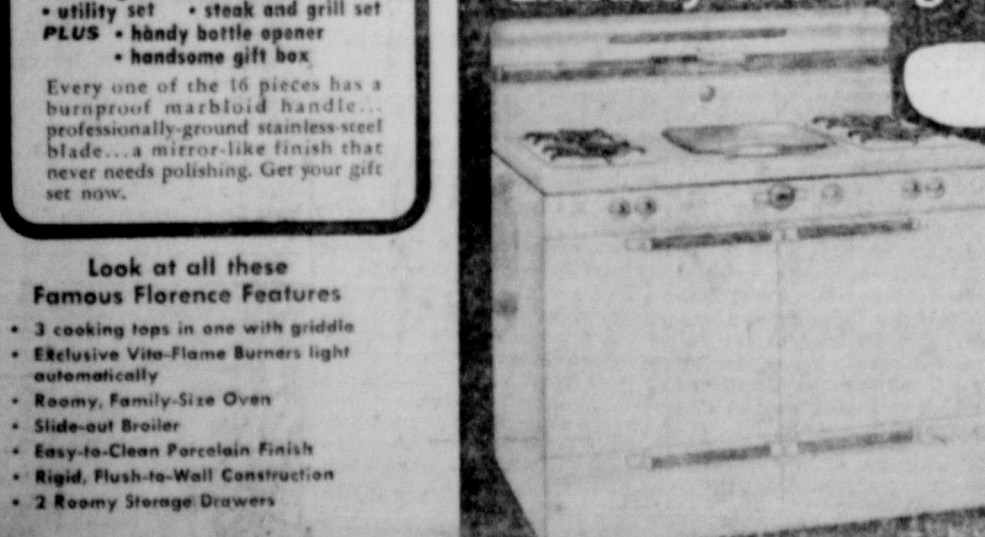 • utility set • steak and grill set
PLUS • handy bottle opener
• handsome gift box
Every one of the 16 pieces has a
burnproof marbloid handle...
professionally-ground stainless-steel
blade...a mirror-like finish that
never needs polishing. Get your gift
set now.
Look at all these
Famous Florence Features
• 3 cooking tops in one with griddle
• Exclusive Vita-Flame Burners light
automatically
• Roomy, Family-Size Oven
• Slide-out Broiler
• Easy-to-Clean Porcelain Finish
• Rigid, Flush-to-Wall Construction
• 2 Roomy Storage Drawers